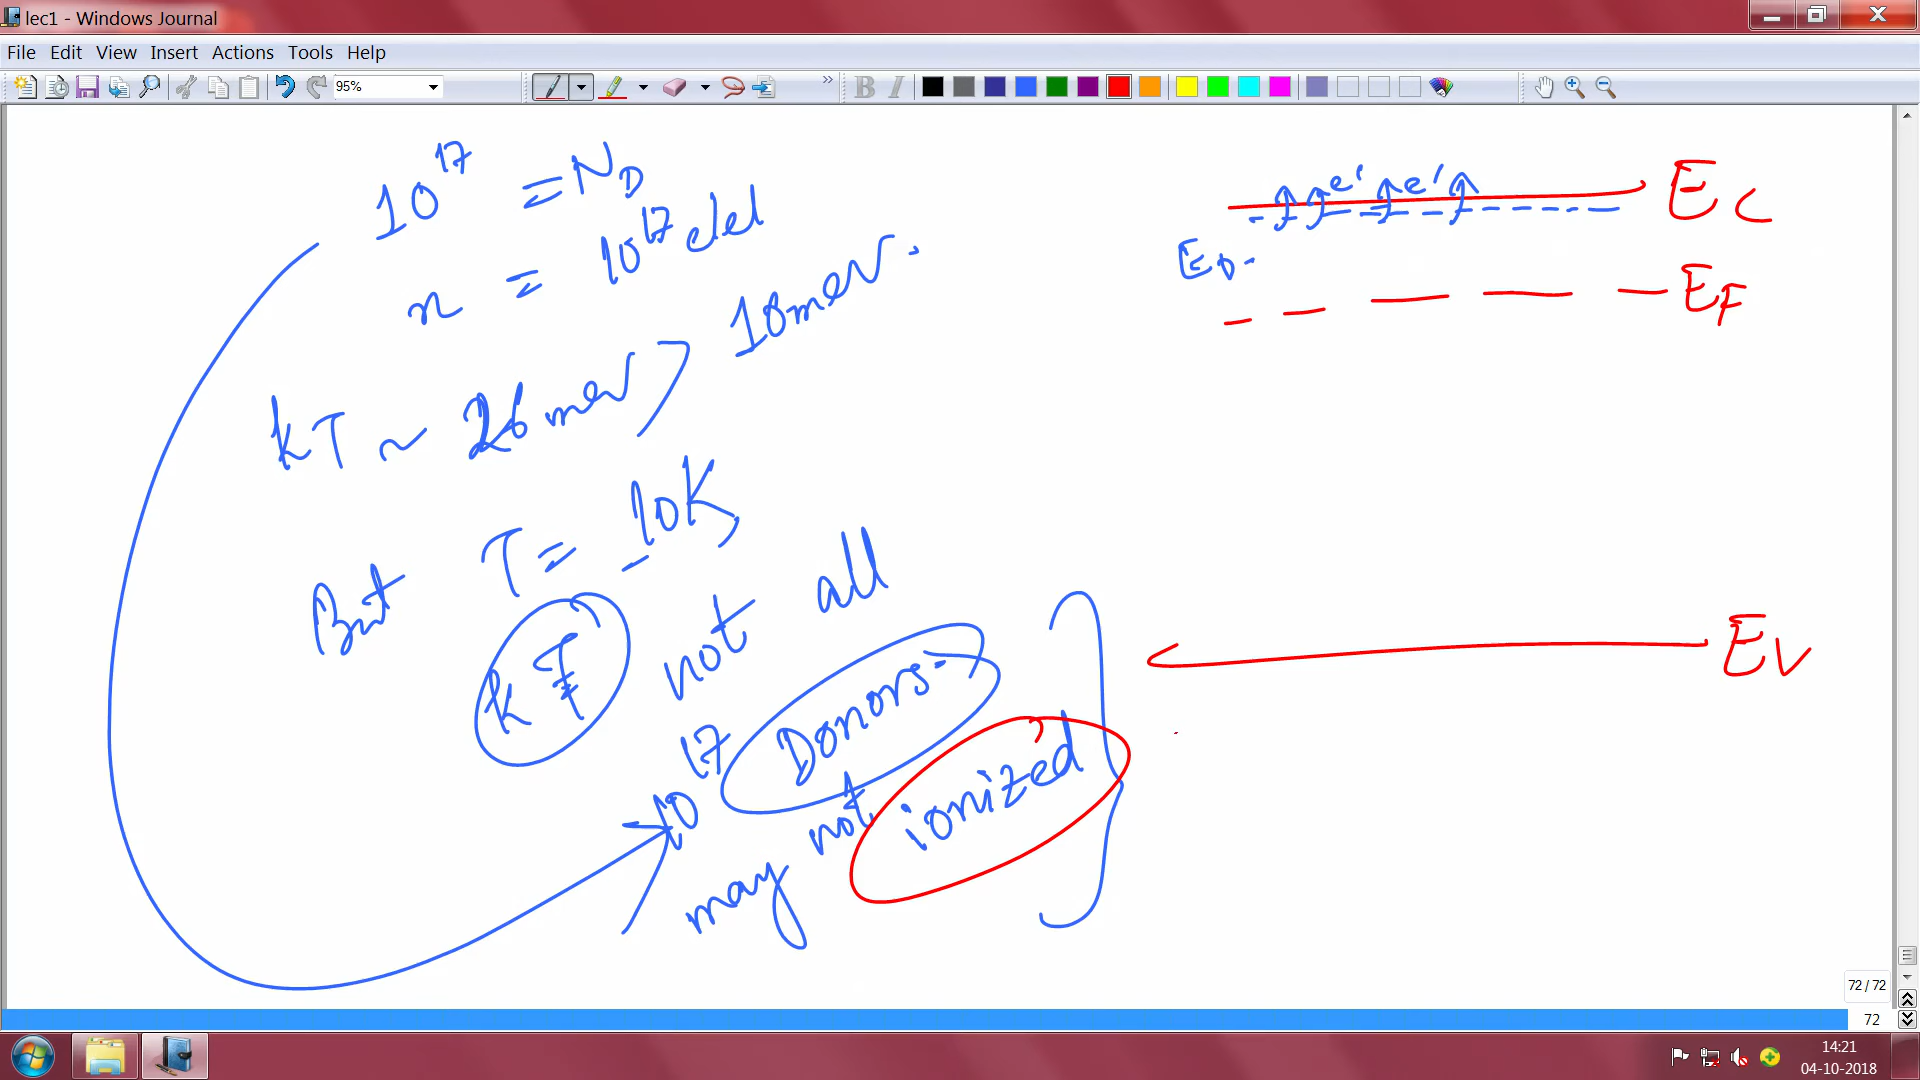 lec1 - Windows Journal
File Edit View Insert Actions Tools Help
95%
10^17 = N_D
n = 10^17 elel
kT ~ 26 meV > 10 meV.
But T = 10K,
kT not all
10^17 Donors
may not ionized
e' e'
E_C
E_D
E_F
E_V
72 / 72
72
14:21
04-10-2018